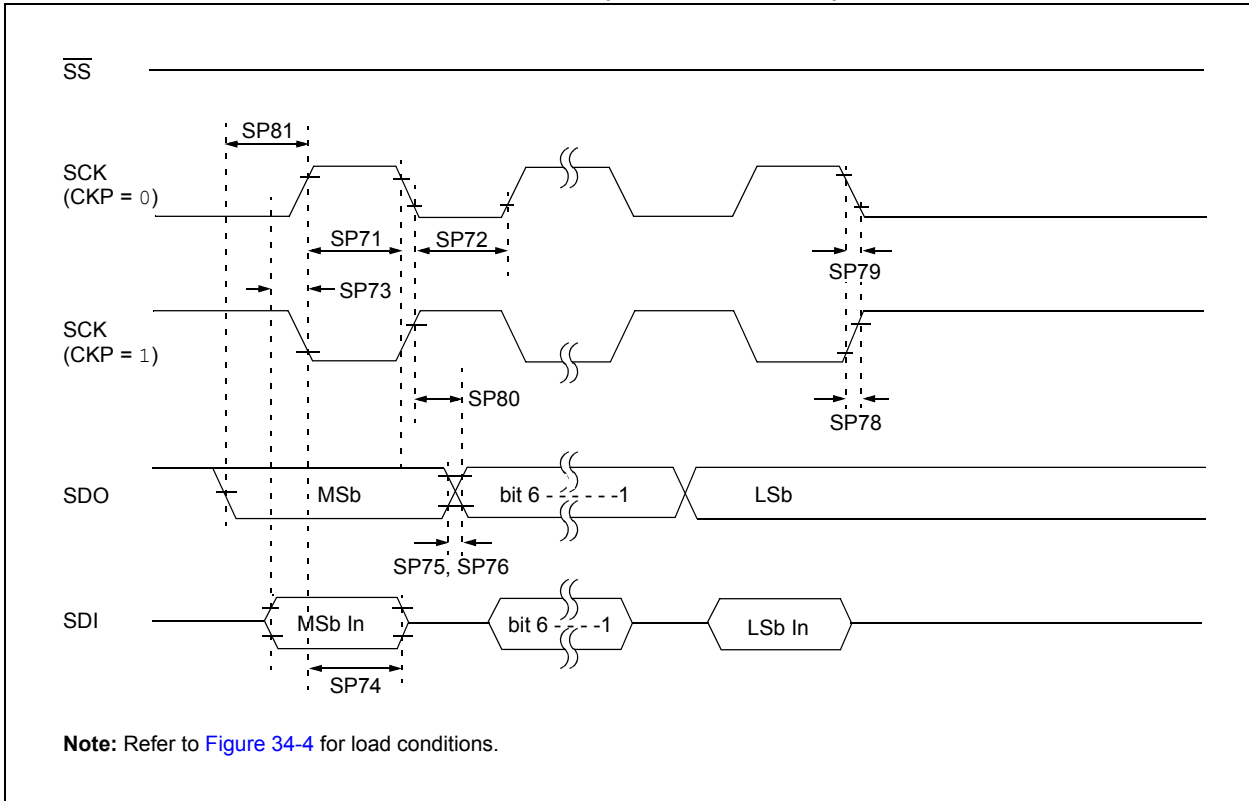 SS
SP81
SCK
(CKP = 0)
SP71
SP72
SP79
SP73
SCK
(CKP = 1)
SP80
SP78
SDO
MSb
bit 6 - - - - - -1
LSb
SP75, SP76
SDI
MSb In
bit 6 - - - -1
LSb In
SP74
Note: Refer to Figure 34-4 for load conditions.